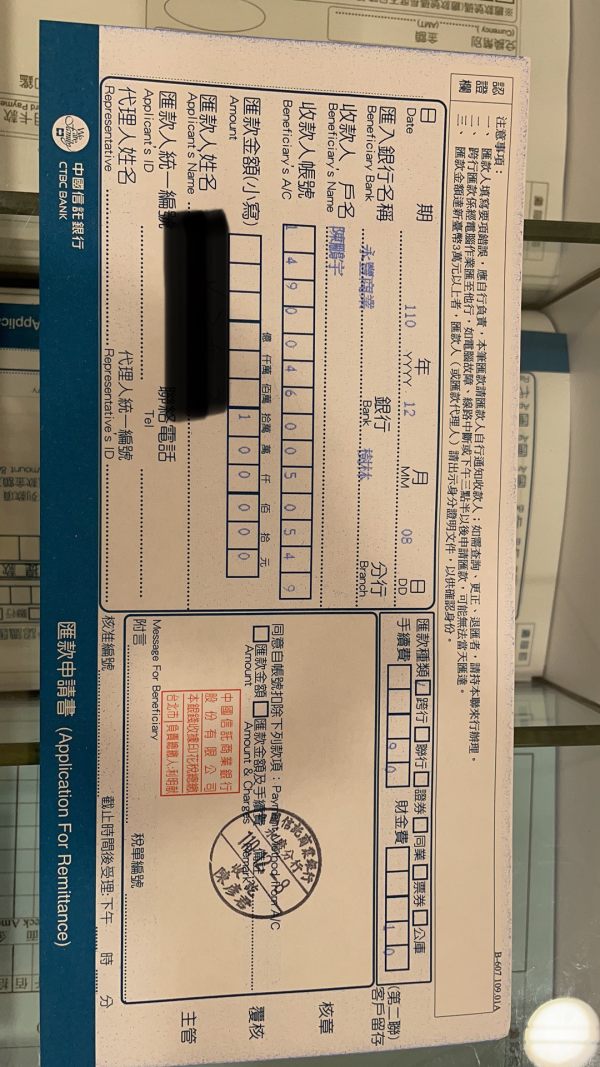 認證欄
注意事項：
一、匯款人填寫要項錯誤，應自行負責，本筆匯款請匯款人自行通知收款人；如需查詢、更正、退匯者，請持本聯來行辦理。
二、跨行匯款係經電腦作業匯至他行，如電腦故障、線路中斷或下午三點半以後申請匯款，可能無法當天匯達。
三、匯款金額達新臺幣3萬元以上者，匯款人（或匯款代理人）請出示身分證明文件，以供確認身份。
B-607 109.01A
日期 110 年 12 月 08 日
Date YYYY MM DD
匯入銀行名稱 永豐商業 銀行 樹林 分行
Beneficiary, Bank Bank Branch
收款人，戶名 陳鵬宇
Beneficiary's Name
收款人帳號 1 4 9 0 0 4 6 0 0 5 0 5 4 9
Beneficiary's A/C
億 仟萬 佰萬 拾萬 萬 仟 佰 拾 元
匯款金額(小寫) 1 0 0 0 0 0
Amount
匯款人姓名
Applicant's Name
匯款人統一編號 聯絡電話
Applicant's ID Tel
代理人姓名 代理人統一編號
Representative Representative's ID
匯款種類 跨行 聯行 證券 同業 票券 公庫
手續費 9 0 財金費 1 0
(第二聯)
客戶留存
同意自帳號扣除下列款項：
匯款金額 匯款金額及手續費
Amount Amount & Charges
中國信託商業銀行
股份有限公司
台北市
附言
Message For Beneficiary
稅單編號
核准編號 截止時間後受理:下午 時 分
核章
覆核
主管
We are family
中國信託銀行
CTBC BANK
匯款申請書 (Application For Remittance)